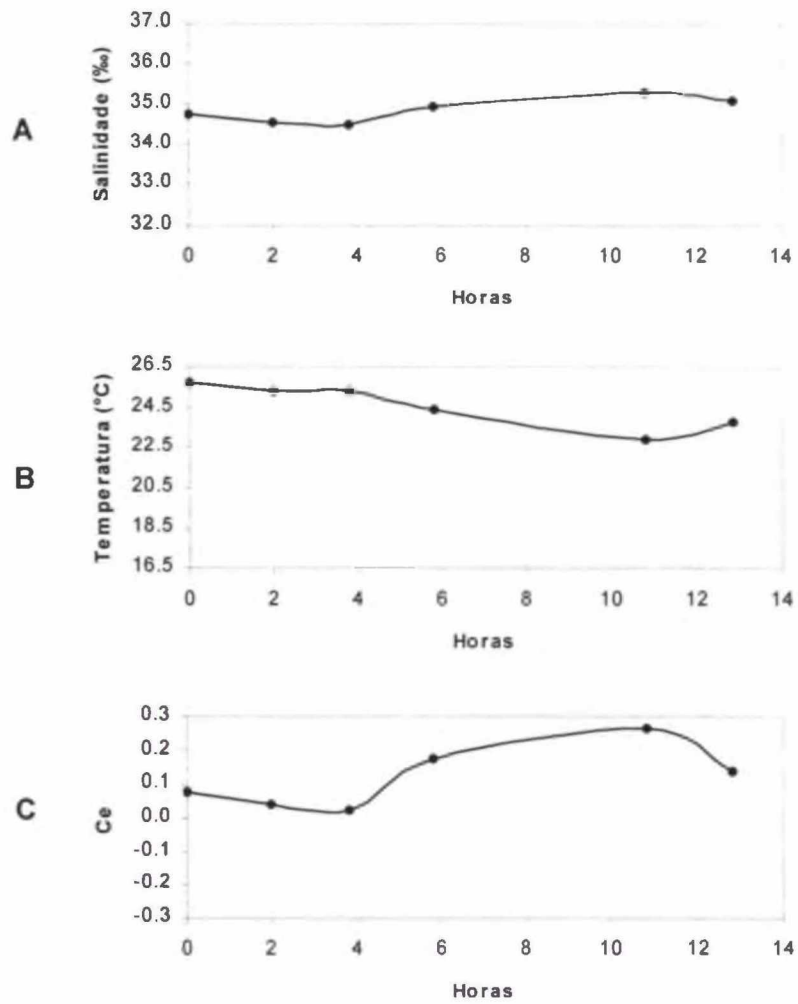 A
Salinidade (‰)
37.0
36.0
35.0
34.0
33.0
32.0
0 2 4 6 8 10 12 14
Horas
B
Temperatura (°C)
26.5
24.5
22.5
20.5
18.5
16.5
0 2 4 6 8 10 12 14
Horas
C
Ce
0.3
0.2
0.1
0.0
-0.1
-0.2
-0.3
0 2 4 6 8 10 12 14
Horas